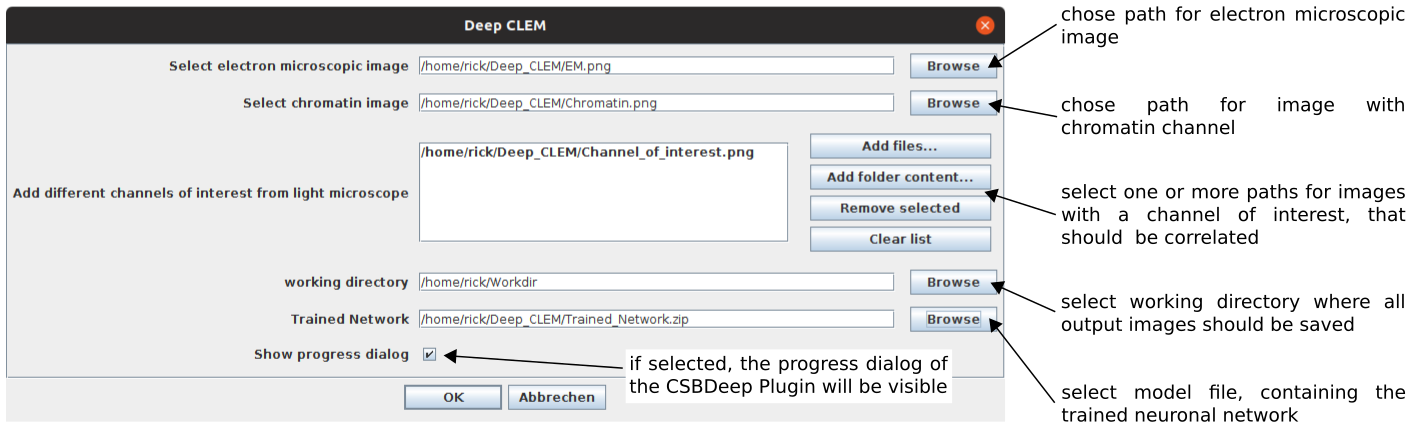 Deep CLEM
Select electron microscopic image /home/rick/Deep_CLEM/EM.png Browse
chose path for electron microscopic
image
Select chromatin image /home/rick/Deep_CLEM/Chromatin.png Browse
chose path for image with
chromatin channel
Add different channels of interest from light microscope
/home/rick/Deep_CLEM/Channel_of_interest.png
Add files...
Add folder content...
Remove selected
Clear list
select one or more paths for images
with a channel of interest, that
should be correlated
working directory /home/rick/Workdir Browse
select working directory where all
output images should be saved
Trained Network /home/rick/Deep_CLEM/Trained_Network.zip Browse
select model file, containing the
trained neuronal network
Show progress dialog
if selected, the progress dialog of
the CSBDeep Plugin will be visible
OK Abbrechen